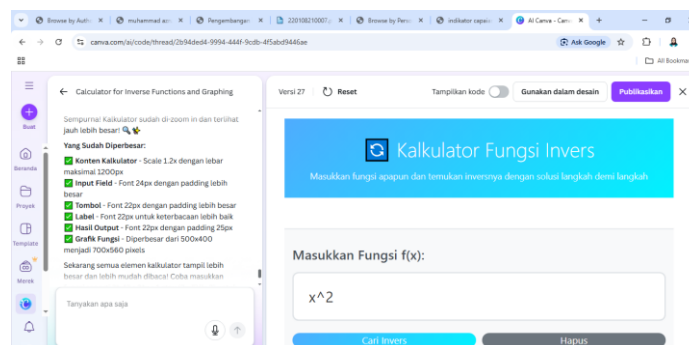 Browse by Autho
muhammad azr
Pengembangan
220108210007.p
Browse by Perso
indikator capaia
AI Canva - Canv
canva.com/ai/code/thread/2b94ded4-9994-444f-9cdb-4f5abd9446ae
Ask Google
All Bookmar
Calculator for Inverse Functions and Graphing
Versi 27
Reset
Tampilkan kode
Gunakan dalam desain
Publikasikan
Buat
Beranda
Proyek
Template
Merek
Sempurna! Kalkulator sudah di-zoom in dan terlihat
jauh lebih besar!
Yang Sudah Diperbesar:
Konten Kalkulator - Scale 1.2x dengan lebar
maksimal 1200px
Input Field - Font 24px dengan padding lebih
besar
Tombol - Font 22px dengan padding lebih besar
Label - Font 22px untuk keterbacaan lebih baik
Hasil Output - Font 22px dengan padding 25px
Grafik Fungsi - Diperbesar dari 500x400
menjadi 700x560 pixels
Sekarang semua elemen kalkulator tampil lebih
besar dan lebih mudah dibaca! Coba masukkan
Tanyakan apa saja
Kalkulator Fungsi Invers
Masukkan fungsi apapun dan temukan inversnya dengan solusi langkah demi langkah
Masukkan Fungsi f(x):
x^2
Cari Invers
Hapus